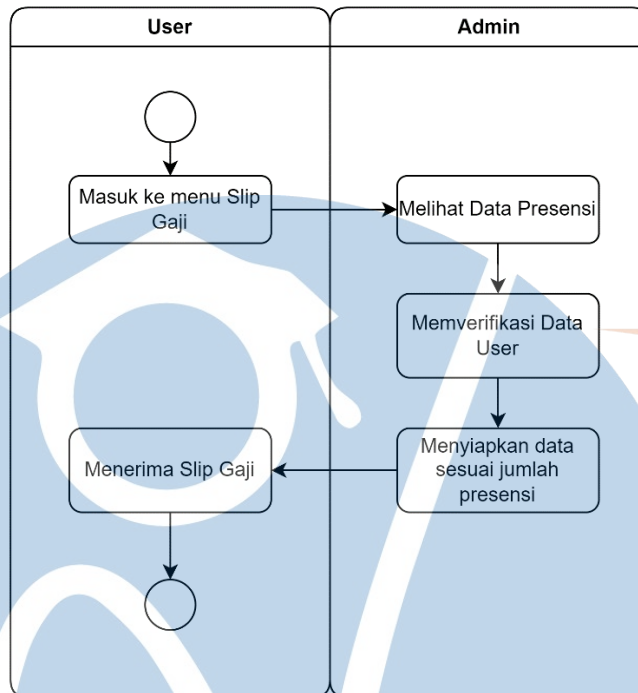 User
Admin
Masuk ke menu Slip
Gaji
Melihat Data Presensi
Memverifikasi Data
User
Menerima Slip Gaji
Menyiapkan data
sesuai jumlah
presensi